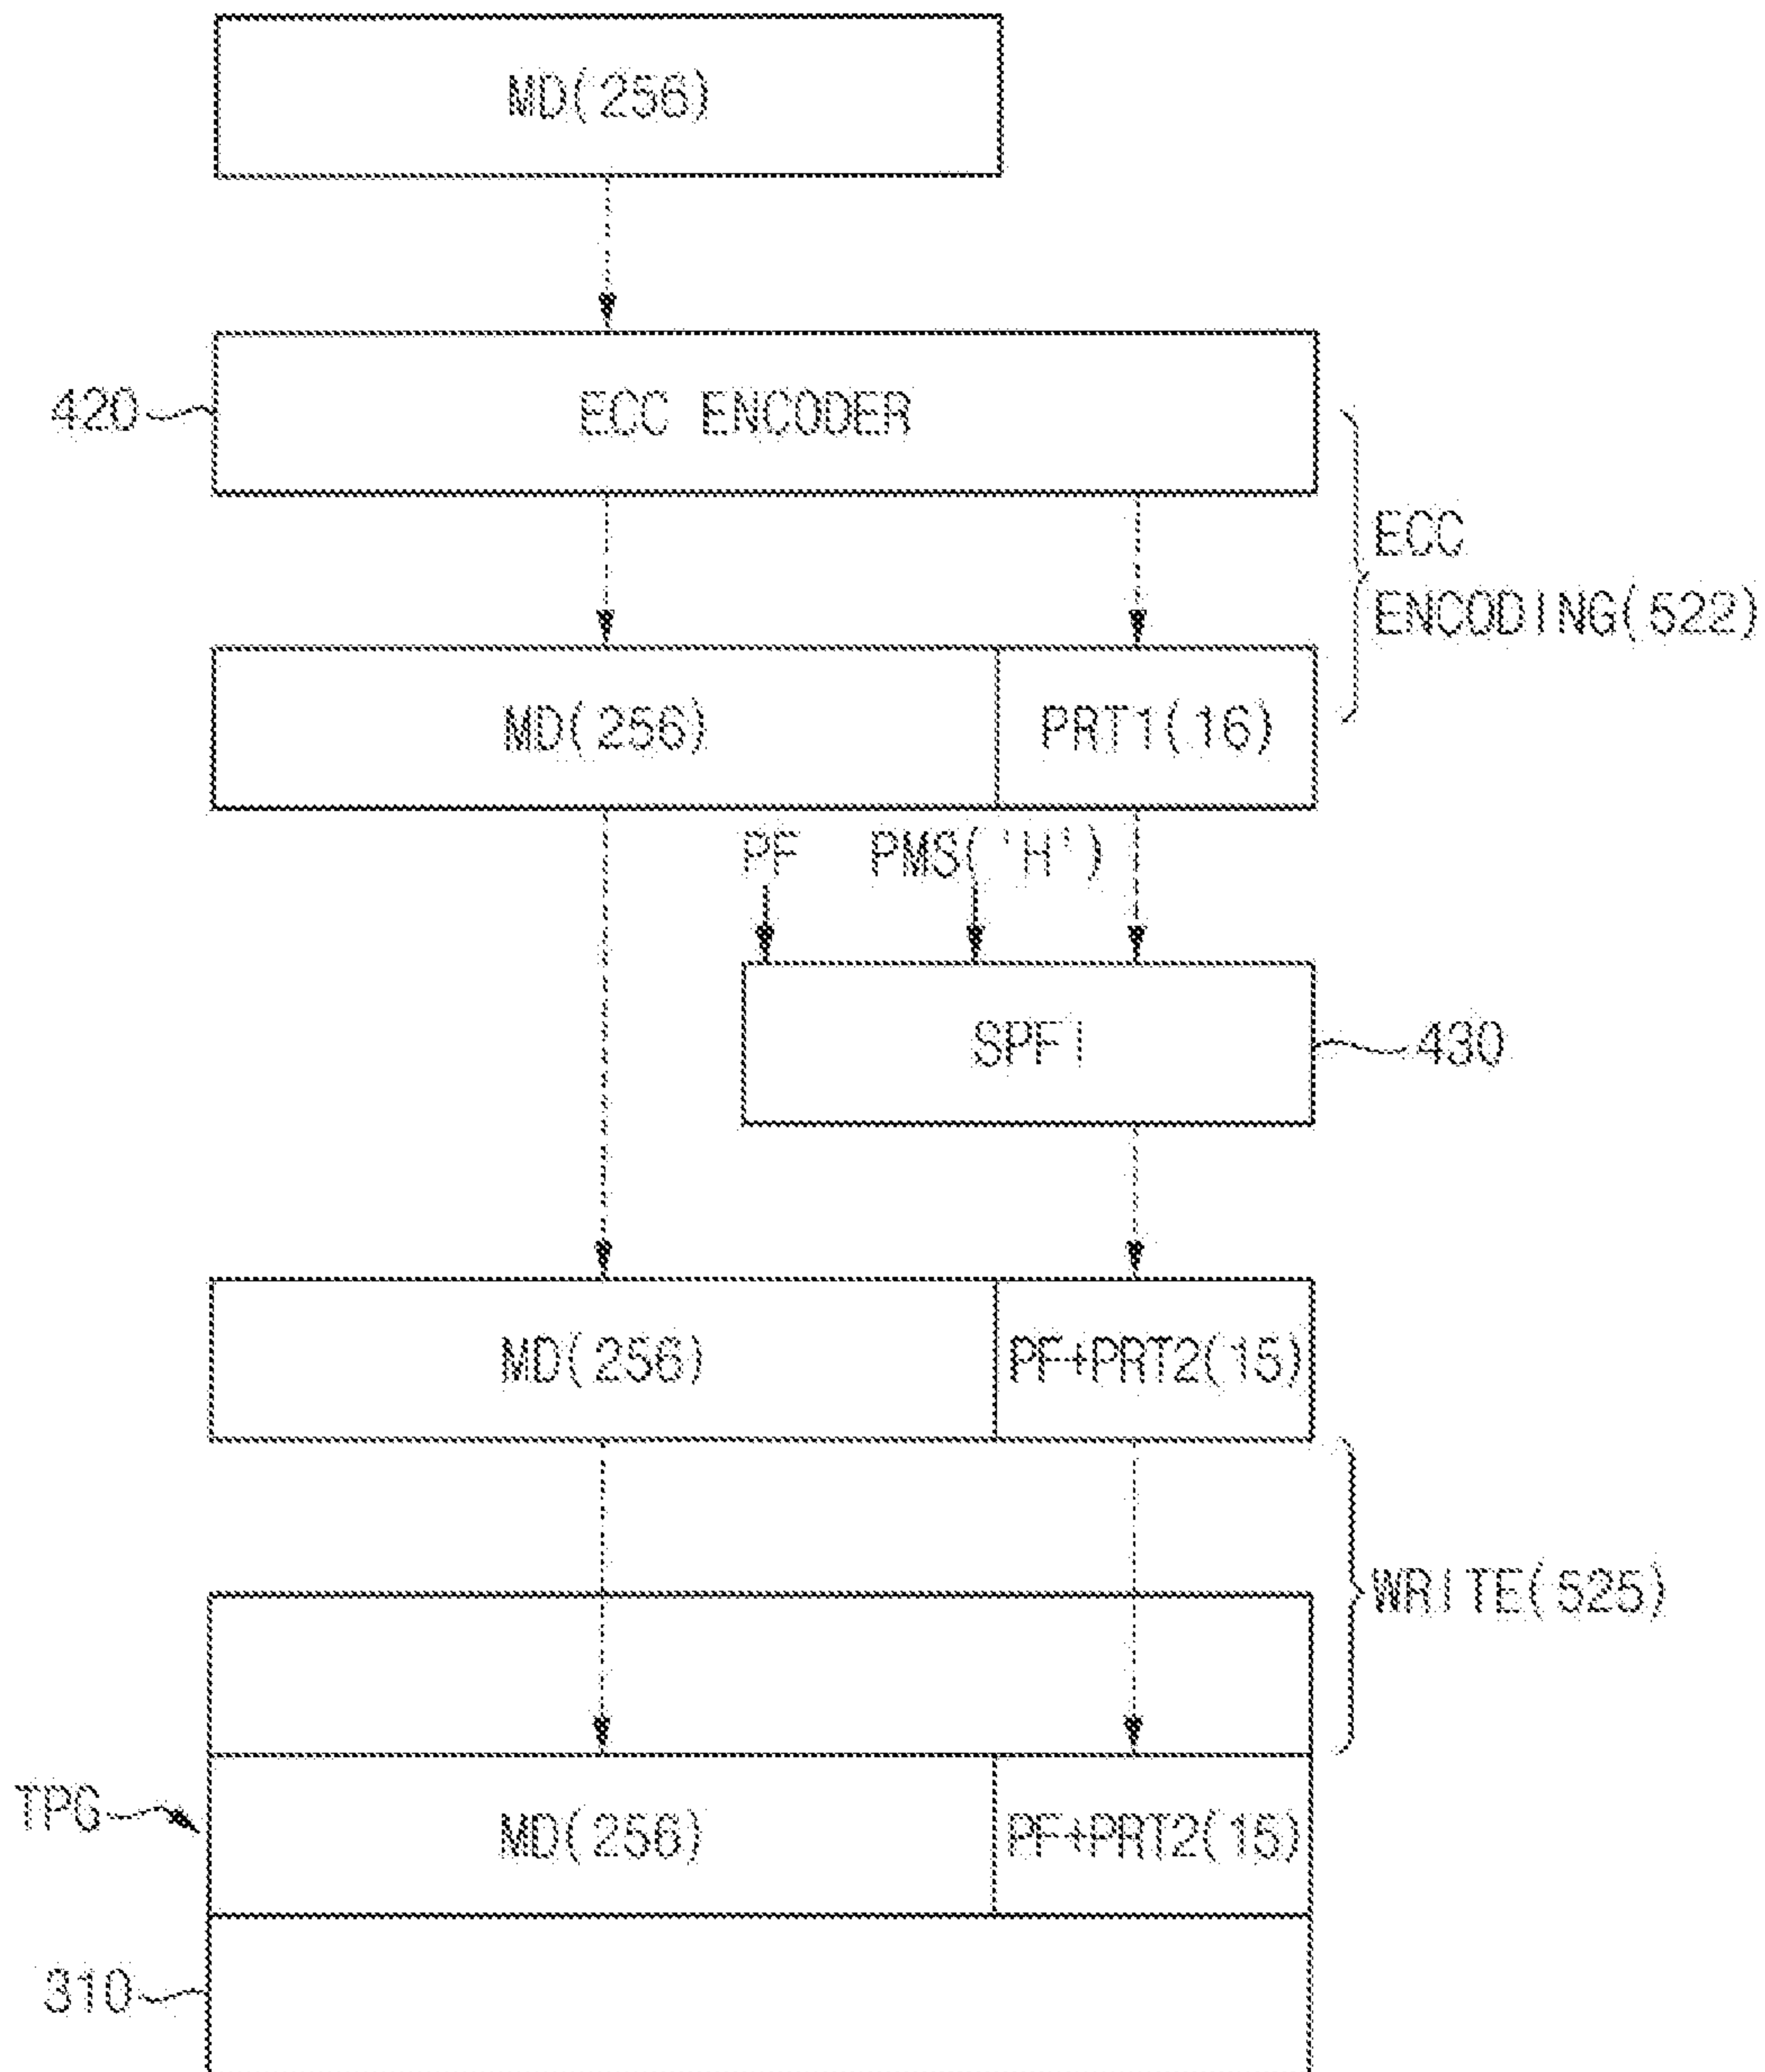 MD(256)
420
ECC ENCODER
ECC
ENCODING(522)
MD(256)
PRT1(16)
PF
PMS('H')
SPF1
430
MD(256)
PF+PRT2(15)
WRITE(525)
TPG
MD(256)
PF+PRT2(15)
310